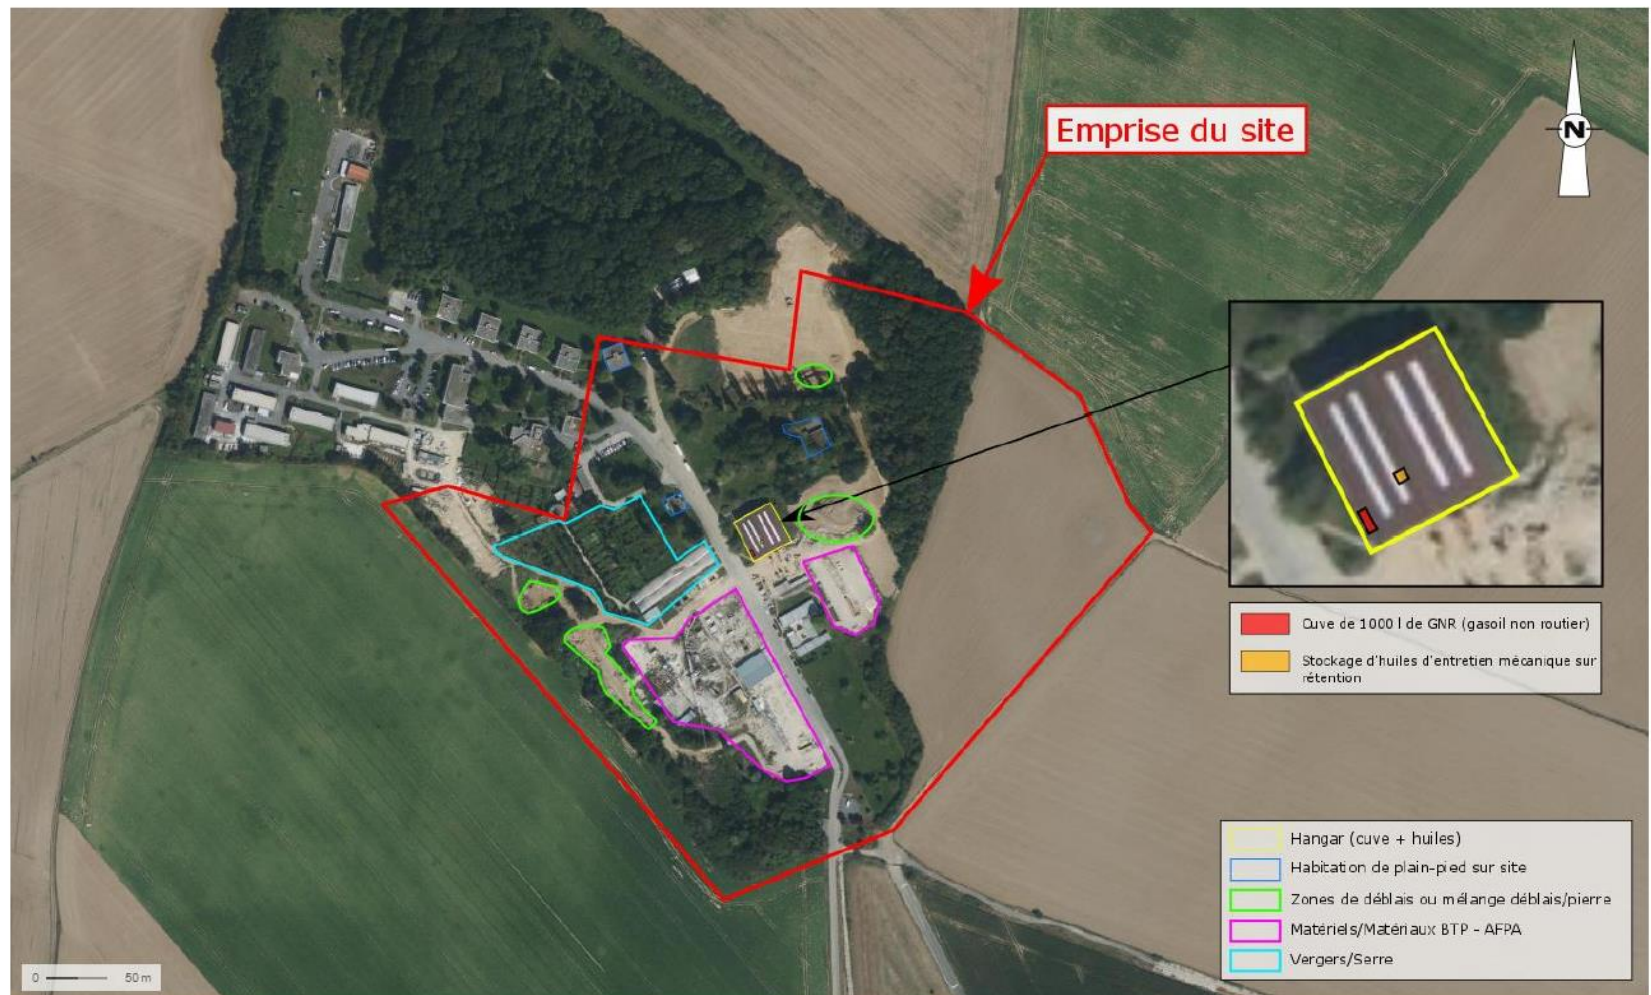 Emprise du site
N
Cuve de 1000 l de GNR (gasoil non routier)
Stockage d'huiles d'entretien mécanique sur
rétention
Hangar (cuve + huiles)
Habitation de plain-pied sur site
Zones de déblais ou mélange déblais/pierre
Matériels/Matériaux BTP - AFPA
Vergers/Serre
0 50 m